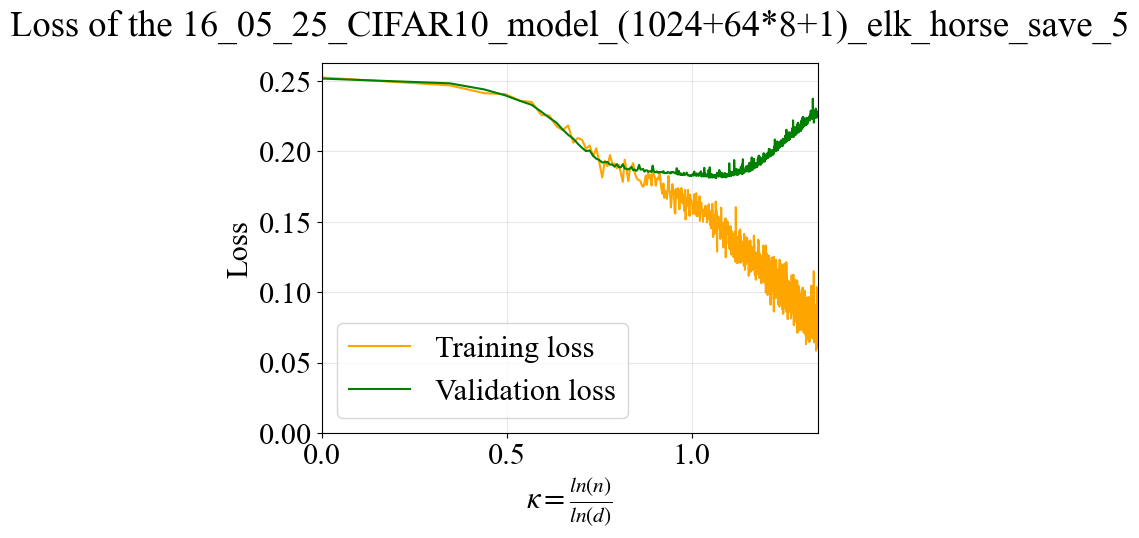 Loss of the 16_05_25_CIFAR10_model_(1024+64*8+1)_elk_horse_save_5
0.25
0.20
0.15
0.10
0.05
0.00
Loss
Training loss
Validation loss
0.0 0.5 1.0
κ = ln(n)/ln(d)